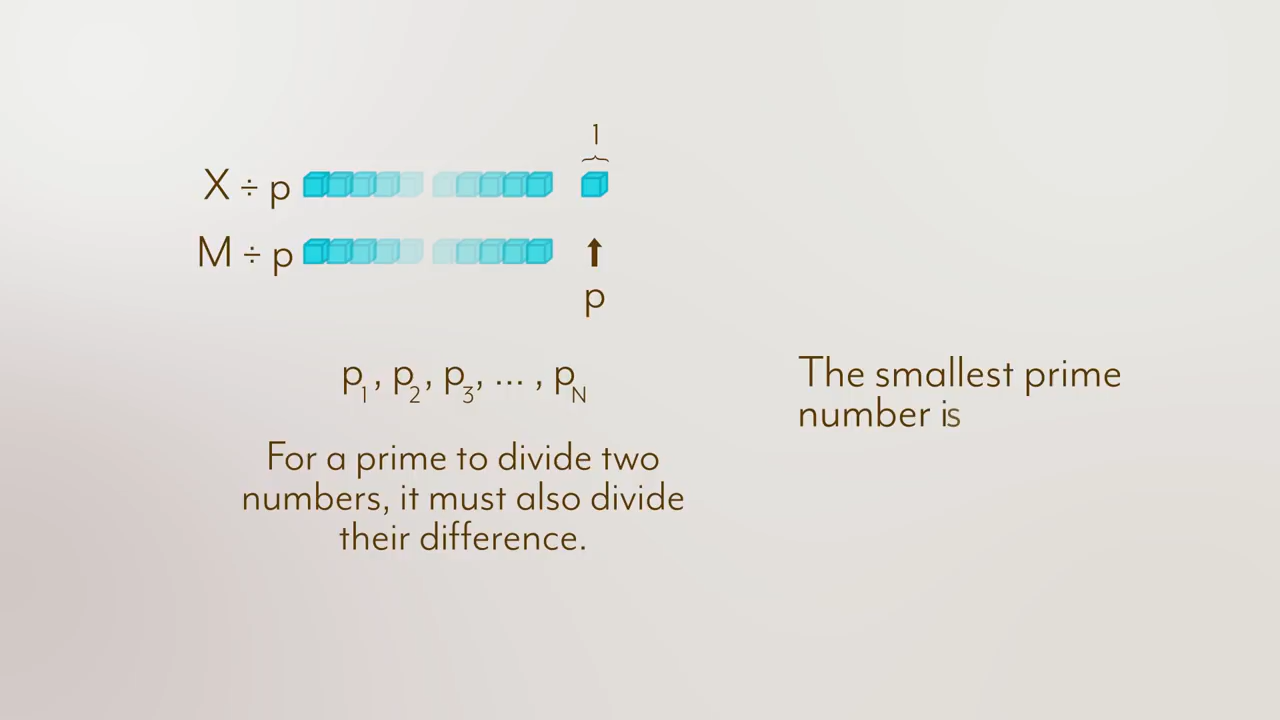 1
X ÷ p
M ÷ p
p
p₁, p₂, p₃, ... , pN
For a prime to divide two
numbers, it must also divide
their difference.
The smallest prime
number is